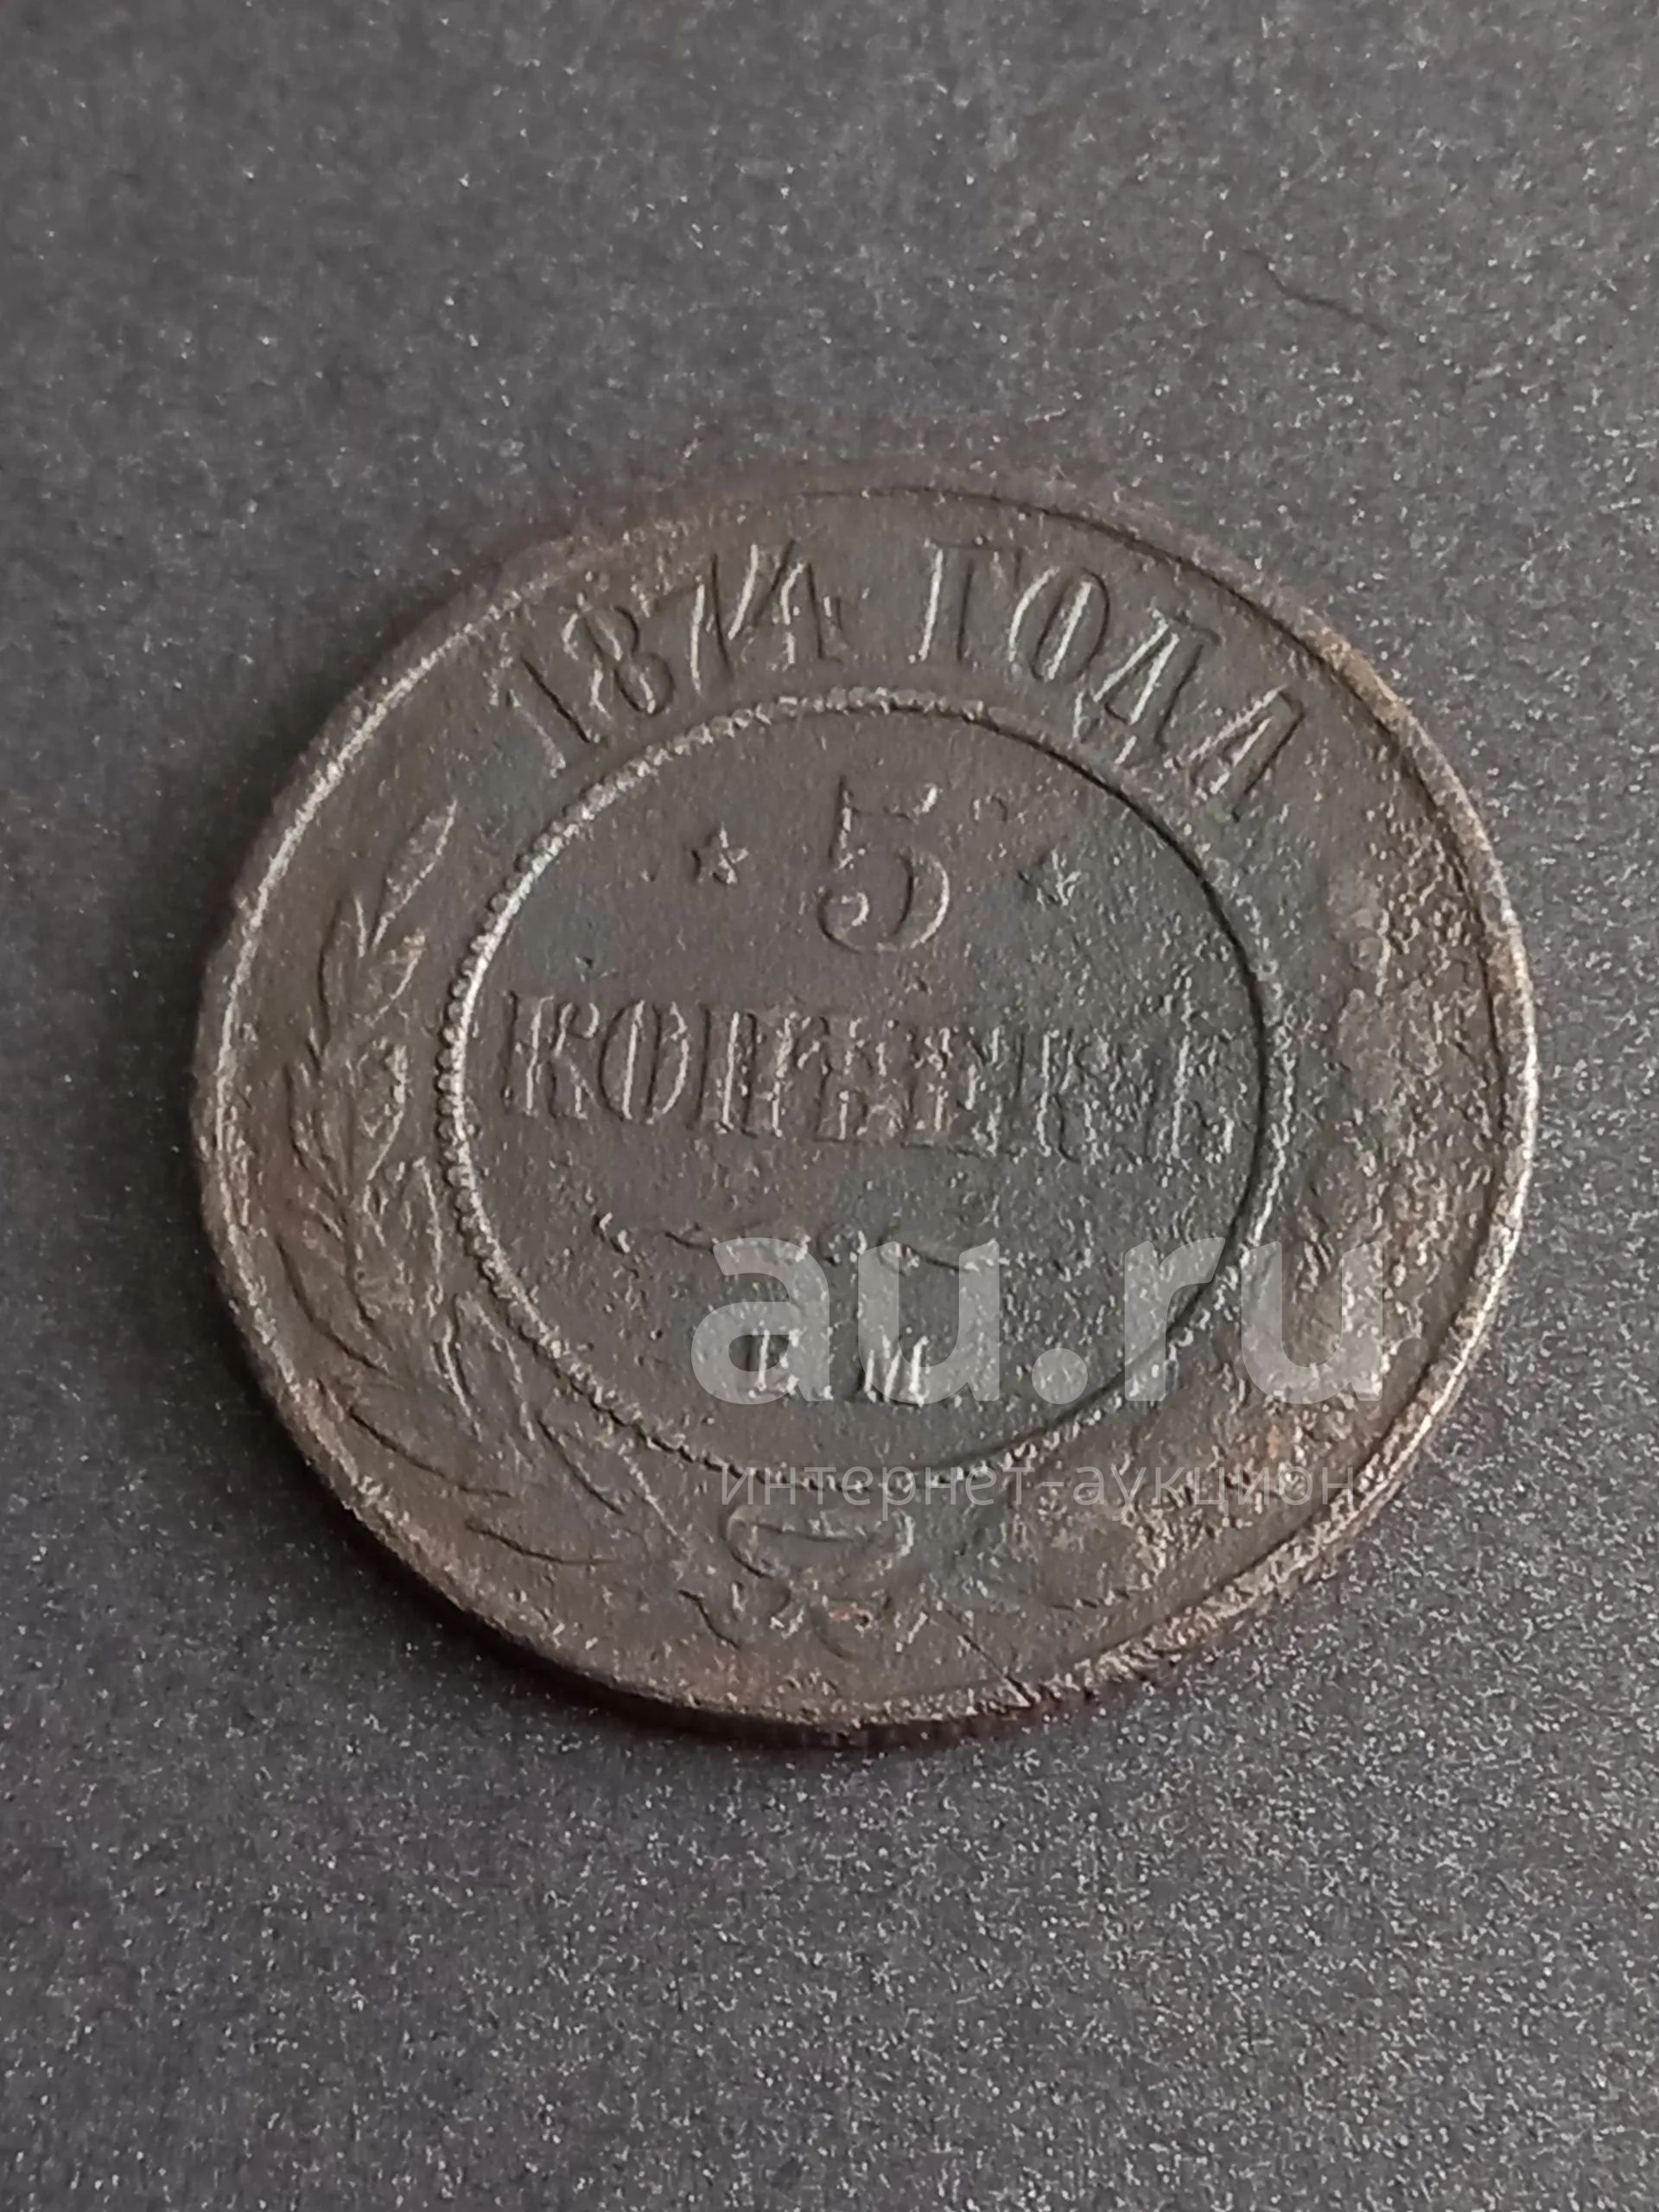 1874 ГОДА
5
КОПѢЕКЪ
Е.М.
au.ru
интернет-аукцион